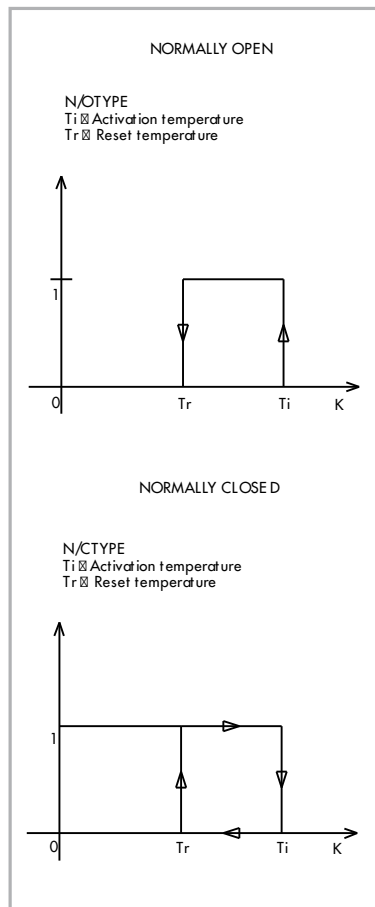 NORMALLY OPEN
N/OTYPE
Ti Activation temperature
Tr Reset temperature
1
0 Tr Ti K
NORMALLY CLOSED
N/CTYPE
Ti Activation temperature
Tr Reset temperature
1
0 Tr Ti K